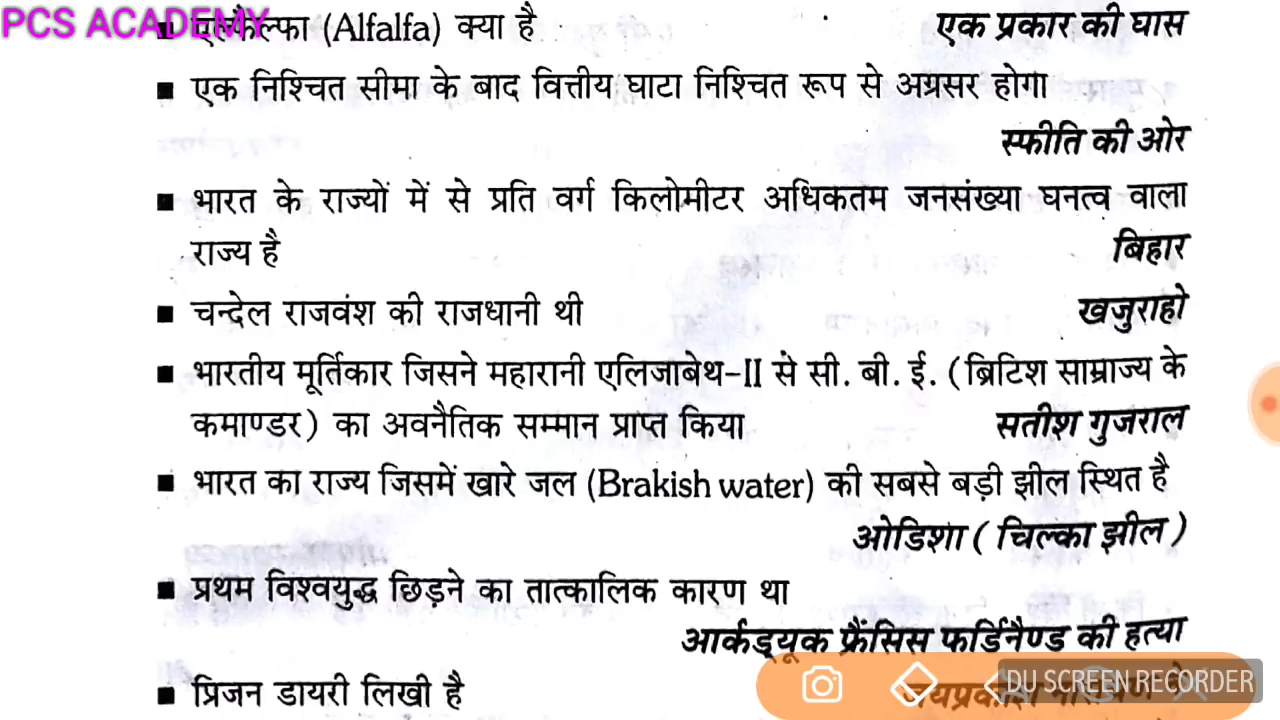 PCS ACADEMY
■ एल्फैल्फा (Alfalfa) क्या है एक प्रकार की घास
■ एक निश्चित सीमा के बाद वित्तीय घाटा निश्चित रूप से अग्रसर होगा
स्फीति की ओर
■ भारत के राज्यों में से प्रति वर्ग किलोमीटर अधिकतम जनसंख्या घनत्व वाला
राज्य है बिहार
■ चन्देल राजवंश की राजधानी थी खजुराहो
■ भारतीय मूर्तिकार जिसने महारानी एलिजाबेथ-II से सी. बी. ई. (ब्रिटिश साम्राज्य के
कमाण्डर) का अवनैतिक सम्मान प्राप्त किया सतीश गुजराल
■ भारत का राज्य जिसमें खारे जल (Brakish water) की सबसे बड़ी झील स्थित है
ओडिशा ( चिल्का झील )
■ प्रथम विश्वयुद्ध छिड़ने का तात्कालिक कारण था
आर्कड्यूक फ्रैंसिस फर्डिनैण्ड की हत्या
■ प्रिजन डायरी लिखी है
DU SCREEN RECORDER